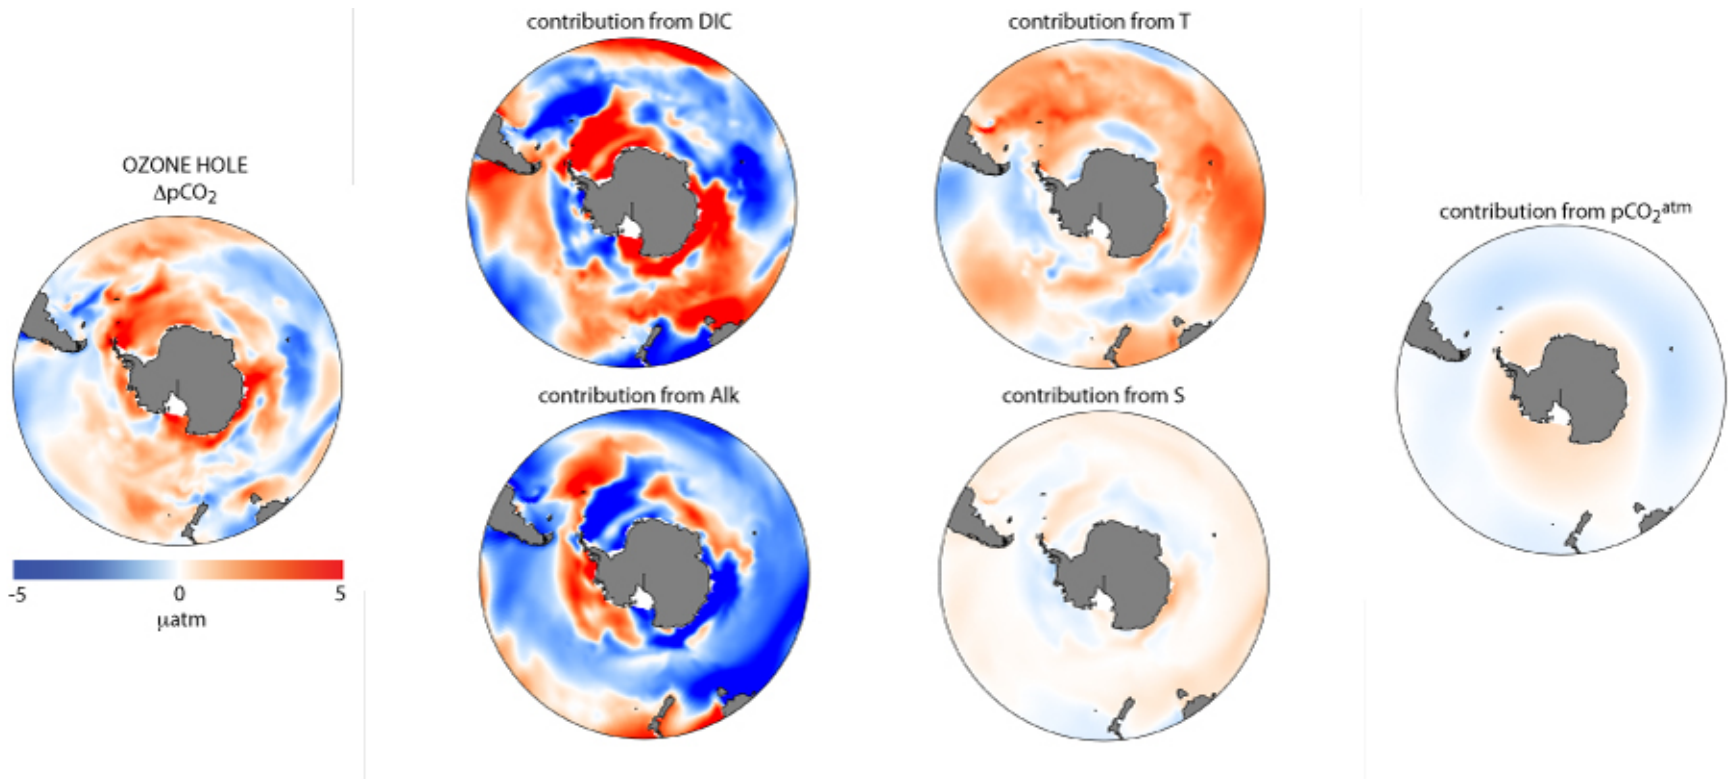 contribution from DIC
contribution from T
OZONE HOLE
ΔpCO₂
contribution from pCO₂ᵃᵗᵐ
contribution from Alk
contribution from S
-5 0 5
µatm